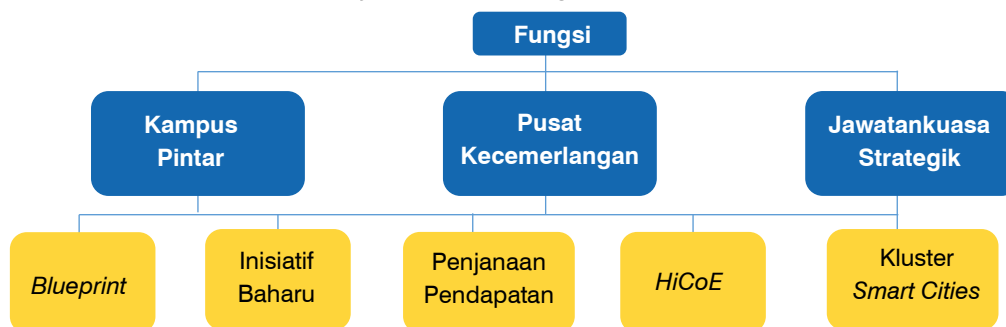 Fungsi
Kampus
Pintar
Pusat
Kecemerlangan
Jawatankuasa
Strategik
Blueprint
Inisiatif
Baharu
Penjanaan
Pendapatan
HiCoE
Kluster
Smart Cities